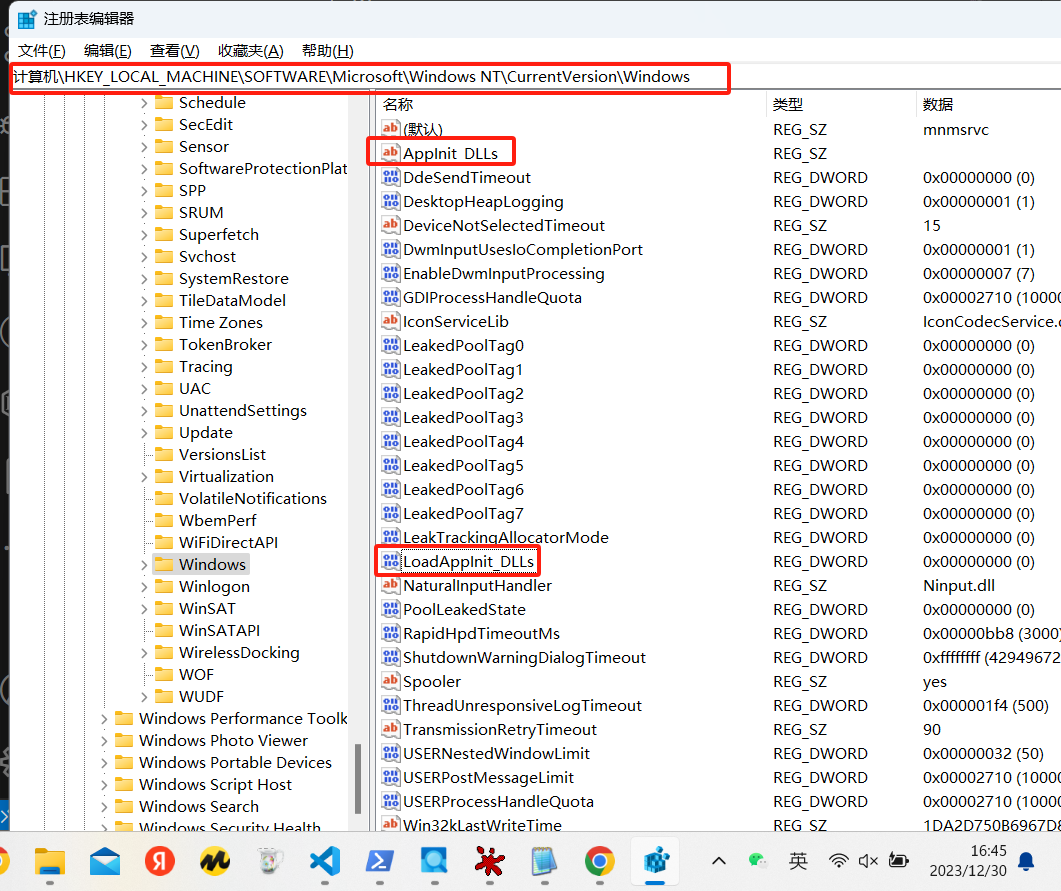 注册表编辑器
文件(F) 编辑(E) 查看(V) 收藏夹(A) 帮助(H)
计算机\HKEY_LOCAL_MACHINE\SOFTWARE\Microsoft\Windows NT\CurrentVersion\Windows
Schedule
SecEdit
Sensor
SoftwareProtectionPlat
SPP
SRUM
Superfetch
Svchost
SystemRestore
TileDataModel
Time Zones
TokenBroker
Tracing
UAC
UnattendSettings
Update
VersionsList
Virtualization
VolatileNotifications
WbemPerf
WiFiDirectAPI
Windows
Winlogon
WinSAT
WinSATAPI
WirelessDocking
WOF
WUDF
Windows Performance Toolk
Windows Photo Viewer
Windows Portable Devices
Windows Script Host
Windows Search
Windows Security Health
名称 类型 数据
(默认) REG_SZ mnmsrvc
AppInit_DLLs REG_SZ
DdeSendTimeout REG_DWORD 0x00000000 (0)
DesktopHeapLogging REG_DWORD 0x00000001 (1)
DeviceNotSelectedTimeout REG_SZ 15
DwmInputUsesIoCompletionPort REG_DWORD 0x00000001 (1)
EnableDwmInputProcessing REG_DWORD 0x00000007 (7)
GDIProcessHandleQuota REG_DWORD 0x00002710 (1000
IconServiceLib REG_SZ IconCodecService.
LeakedPoolTag0 REG_DWORD 0x00000000 (0)
LeakedPoolTag1 REG_DWORD 0x00000000 (0)
LeakedPoolTag2 REG_DWORD 0x00000000 (0)
LeakedPoolTag3 REG_DWORD 0x00000000 (0)
LeakedPoolTag4 REG_DWORD 0x00000000 (0)
LeakedPoolTag5 REG_DWORD 0x00000000 (0)
LeakedPoolTag6 REG_DWORD 0x00000000 (0)
LeakedPoolTag7 REG_DWORD 0x00000000 (0)
LeakTrackingAllocatorMode REG_DWORD 0x00000000 (0)
LoadAppInit_DLLs REG_DWORD 0x00000000 (0)
NaturalInputHandler REG_SZ Ninput.dll
PoolLeakedState REG_DWORD 0x00000000 (0)
RapidHpdTimeoutMs REG_DWORD 0x00000bb8 (3000)
ShutdownWarningDialogTimeout REG_DWORD 0xffffffff (42949672
Spooler REG_SZ yes
ThreadUnresponsiveLogTimeout REG_DWORD 0x000001f4 (500)
TransmissionRetryTimeout REG_SZ 90
USERNestedWindowLimit REG_DWORD 0x00000032 (50)
USERPostMessageLimit REG_DWORD 0x00002710 (1000
USERProcessHandleQuota REG_DWORD 0x00002710 (1000
Win32kLastWriteTime REG_SZ 1DA2D750B6967D8
英
16:45
2023/12/30